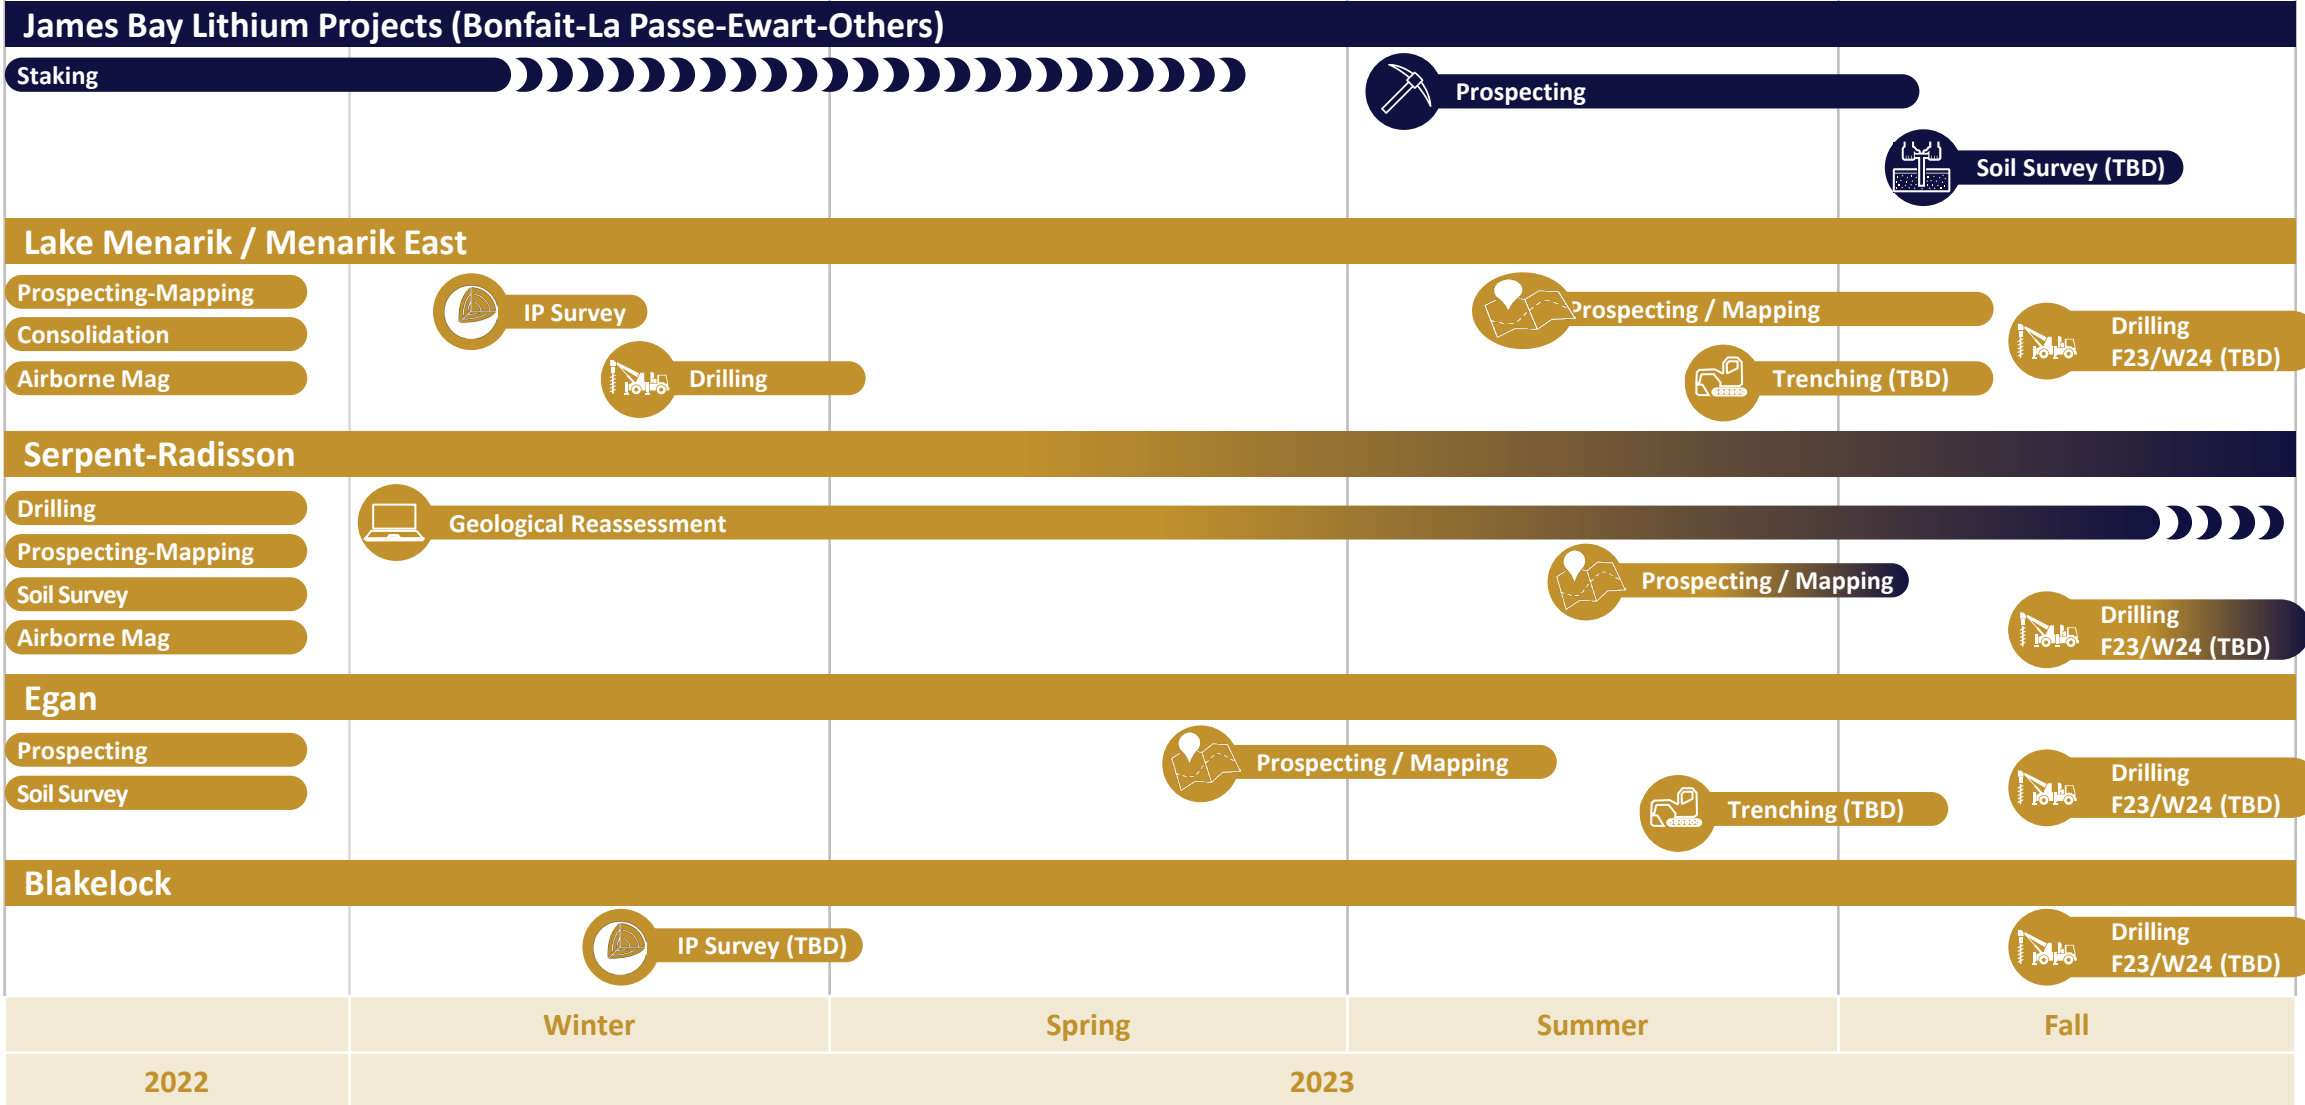 James Bay Lithium Projects (Bonfait-La Passe-Ewart-Others)
Staking
Prospecting
Soil Survey (TBD)
Lake Menarik / Menarik East
Prospecting-Mapping
Consolidation
Airborne Mag
IP Survey
Drilling
Prospecting / Mapping
Trenching (TBD)
Drilling
F23/W24 (TBD)
Serpent-Radisson
Drilling
Prospecting-Mapping
Soil Survey
Airborne Mag
Geological Reassessment
Prospecting / Mapping
Drilling
F23/W24 (TBD)
Egan
Prospecting
Soil Survey
Prospecting / Mapping
Trenching (TBD)
Drilling
F23/W24 (TBD)
Blakelock
IP Survey (TBD)
Drilling
F23/W24 (TBD)
Winter
Spring
Summer
Fall
2022
2023